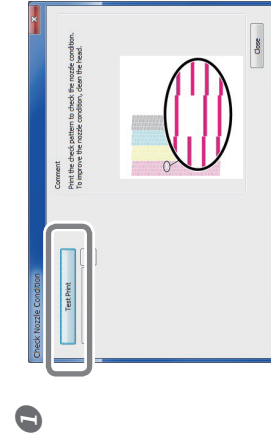 1
Check Nozzle Condition
Test Print
Comment
Print the check pattern to check the nozzle condition.
To improve the nozzle condition, clean the head.
Close